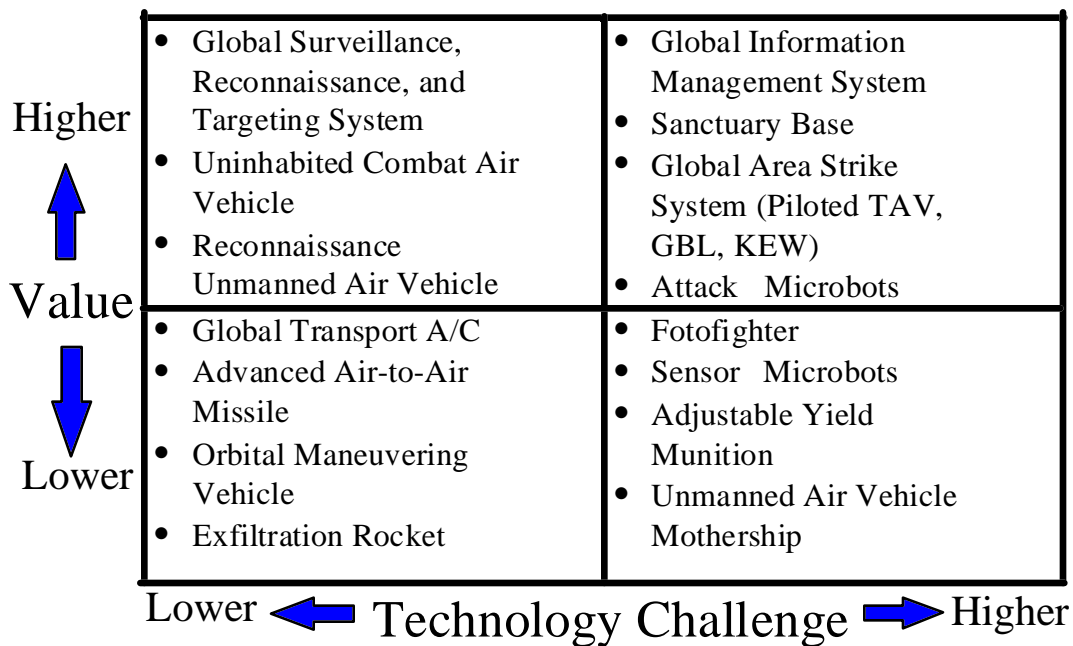 Higher
Value
Lower
• Global Surveillance,
Reconnaissance, and
Targeting System
• Uninhabited Combat Air
Vehicle
• Reconnaissance
Unmanned Air Vehicle
• Global Information
Management System
• Sanctuary Base
• Global Area Strike
System (Piloted TAV,
GBL, KEW)
• Attack Microbots
• Global Transport A/C
• Advanced Air-to-Air
Missile
• Orbital Maneuvering
Vehicle
• Exfiltration Rocket
• Fotofighter
• Sensor Microbots
• Adjustable Yield
Munition
• Unmanned Air Vehicle
Mothership
Lower Technology Challenge Higher